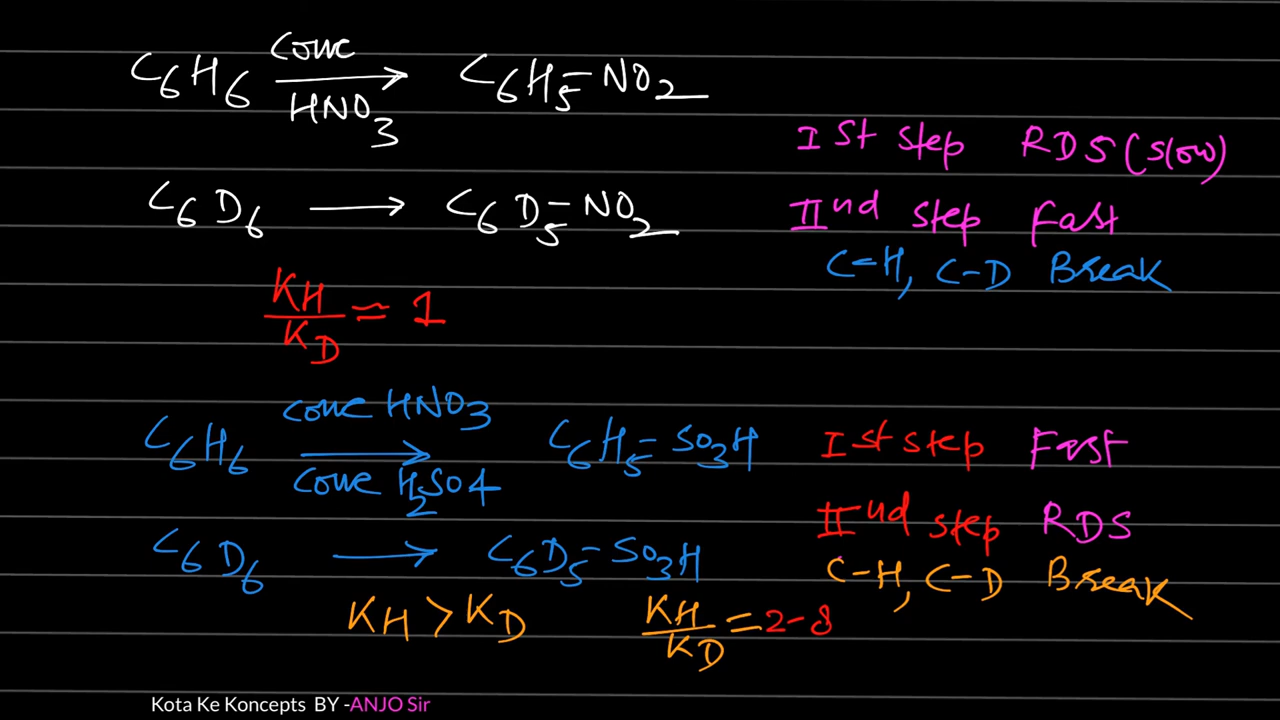 C6H6 Conc HNO3 → C6H5-NO2
Ist step RDS (slow)
C6D6 → C6D5-NO2
IInd step Fast
C-H, C-D Break
KH/KD ≈ 1
C6H6 conc HNO3 conc H2SO4 → C6H5-SO3H
Ist step Fast
IInd step RDS
C6D6 → C6D5-SO3H
C-H, C-D Break
KH > KD KH/KD = 2-8
Kota Ke Koncepts BY -ANJO Sir